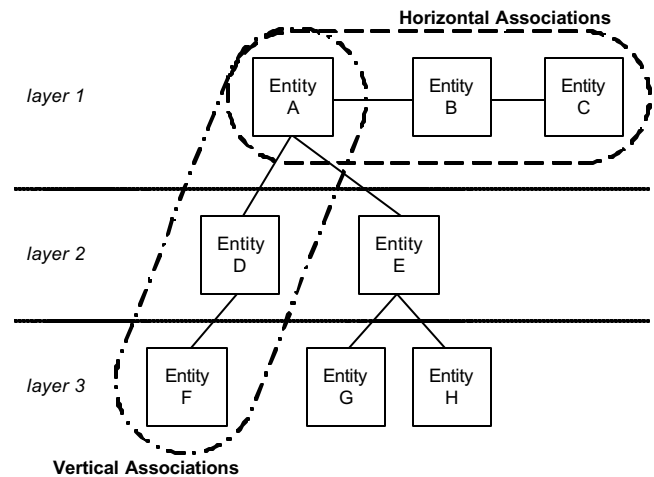 Horizontal Associations
layer 1
Entity
A
Entity
B
Entity
C
layer 2
Entity
D
Entity
E
layer 3
Entity
F
Entity
G
Entity
H
Vertical Associations